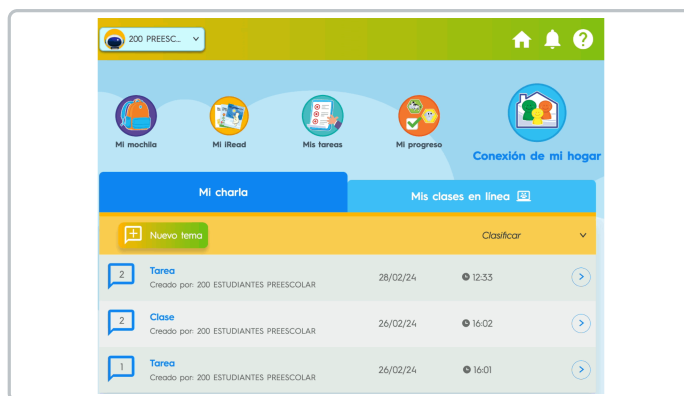 200 PREESC...
Mi mochila
Mi iRead
Mis tareas
Mi progreso
Conexión de mi hogar
Mi charla
Mis clases en línea
Nuevo tema
Clasificar
2
Tarea
28/02/24
12:33
Creado por: 200 ESTUDIANTES PREESCOLAR
2
Clase
26/02/24
16:02
Creado por: 200 ESTUDIANTES PREESCOLAR
1
Tarea
26/02/24
16:01
Creado por: 200 ESTUDIANTES PREESCOLAR